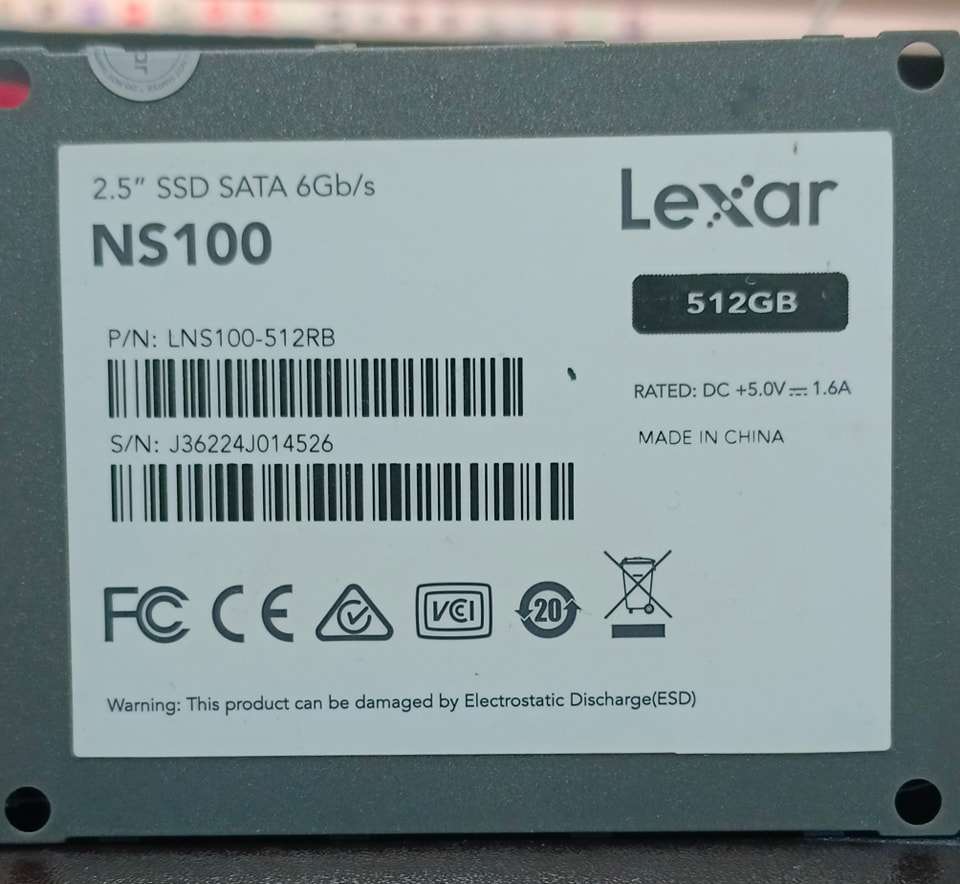 2.5" SSD SATA 6Gb/s
NS100
Lexar
512GB
P/N: LNS100-512RB
RATED: DC +5.0V⎓1.6A
S/N: J36224J014526
MADE IN CHINA
FC CE VCI 20
Warning: This product can be damaged by Electrostatic Discharge(ESD)